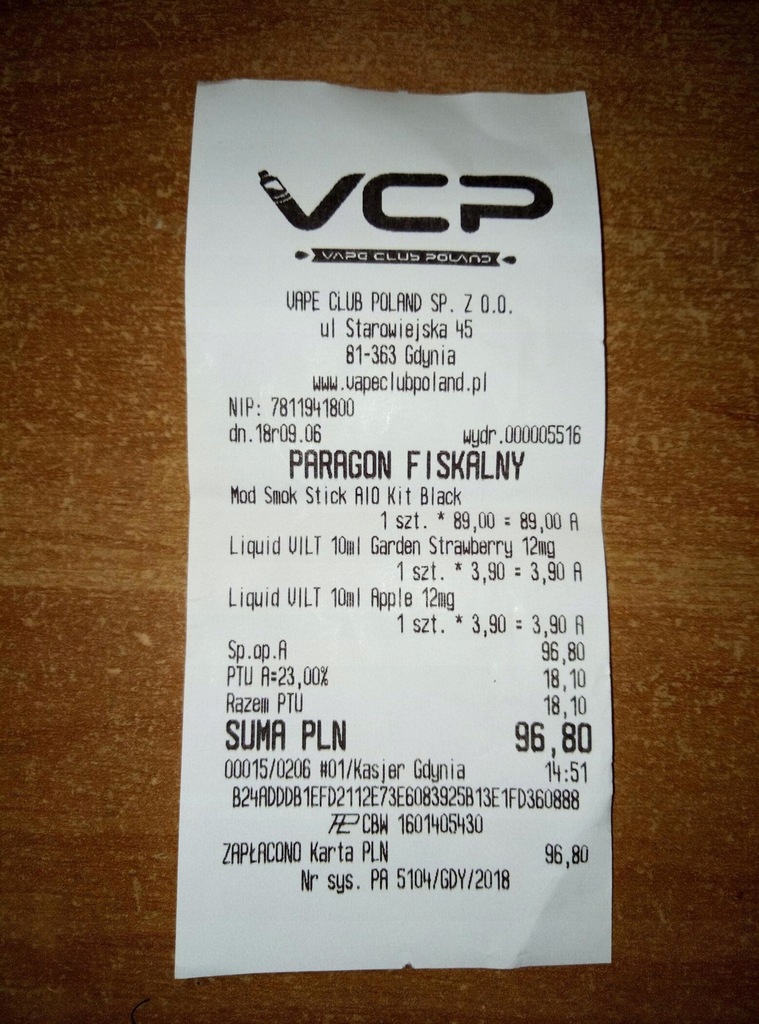 VCP
VAPE CLUB POLAND
VAPE CLUB POLAND SP. Z O.O.
ul Starowiejska 45
81-363 Gdynia
www.vapeclubpoland.pl
NIP: 7811941800
dn.18r09.06 wydr.000005516
PARAGON FISKALNY
Mod Smok Stick AIO Kit Black
1 szt. * 89,00 = 89,00 A
Liquid VILT 10ml Garden Strawberry 12mg
1 szt. * 3,90 = 3,90 A
Liquid VILT 10ml Apple 12mg
1 szt. * 3,90 = 3,90 A
Sp.op.A 96,80
PTU A=23,00% 18,10
Razem PTU 18,10
SUMA PLN 96,80
00015/0206 #01/Kasjer Gdynia 14:51
B24ADDDB1EFD2112E73E6083925B13E1FD360888
CBW 1601405430
ZAPŁACONO Karta PLN 96,80
Nr sys. PA 5104/GDY/2018